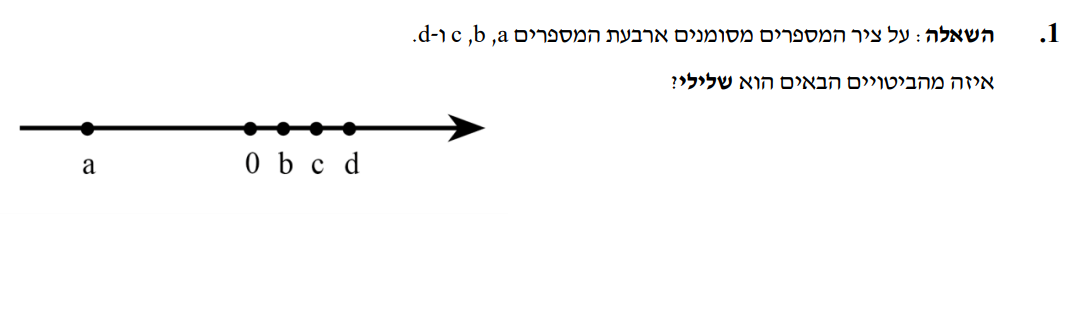 1. השאלה: על ציר המספרים מסומנים ארבעת המספרים a, b, c ו-d.
איזה מהביטויים הבאים הוא שלילי?
a 0 b c d